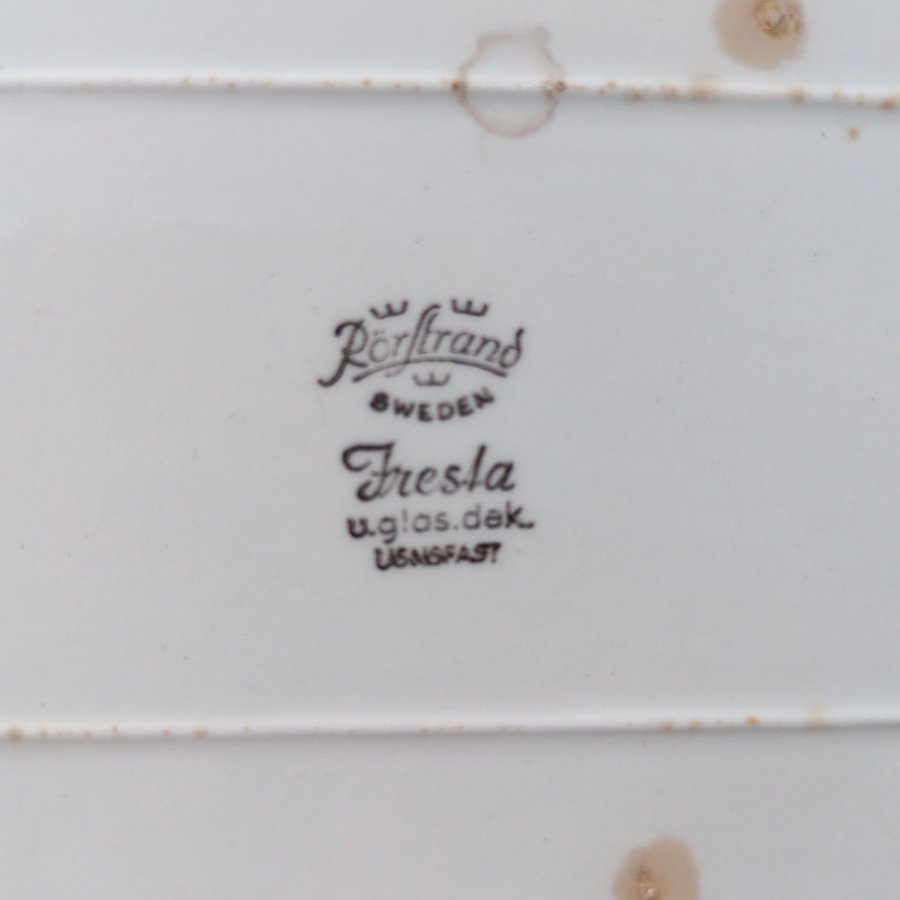 Rörstrand
SWEDEN
Fresta
u.glas.dek.
UGNSFAST